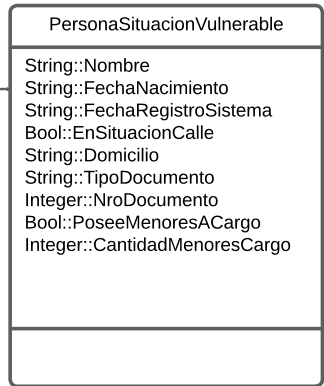 PersonaSituacionVulnerable
String::Nombre
String::FechaNacimiento
String::FechaRegistroSistema
Bool::EnSituacionCalle
String::Domicilio
String::TipoDocumento
Integer::NroDocumento
Bool::PoseeMenoresACargo
Integer::CantidadMenoresCargo